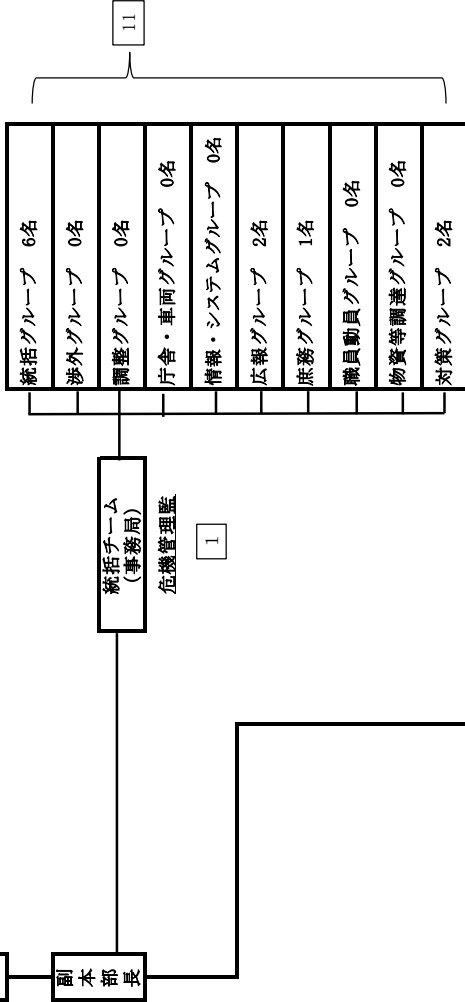 副本部長
統括チーム
(事務局)
危機管理監
1
統括グループ　6名
渉外グループ　0名
調整グループ　0名
庁舎・車両グループ　0名
情報・システムグループ　0名
広報グループ　2名
庶務グループ　1名
職員動員グループ　0名
物資等調達グループ　0名
対策グループ　2名
11